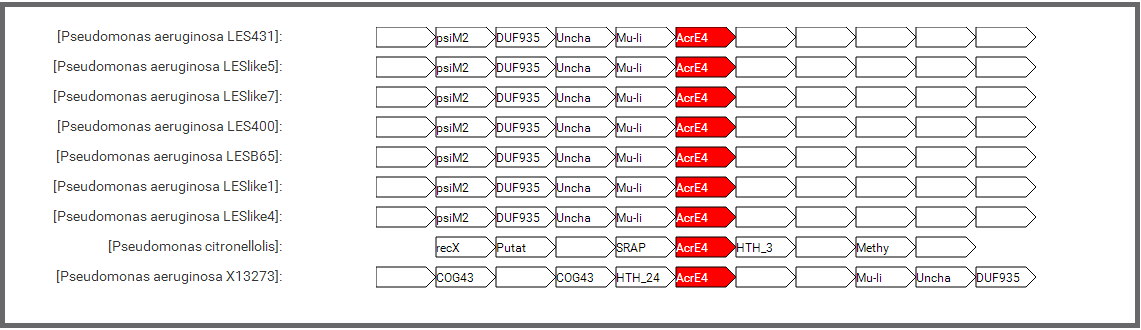 [Pseudomonas aeruginosa LES431]: psiM2 DUF935 Uncha Mu-li AcrE4
[Pseudomonas aeruginosa LESlike5]: psiM2 DUF935 Uncha Mu-li AcrE4
[Pseudomonas aeruginosa LESlike7]: psiM2 DUF935 Uncha Mu-li AcrE4
[Pseudomonas aeruginosa LES400]: psiM2 DUF935 Uncha Mu-li AcrE4
[Pseudomonas aeruginosa LESB65]: psiM2 DUF935 Uncha Mu-li AcrE4
[Pseudomonas aeruginosa LESlike1]: psiM2 DUF935 Uncha Mu-li AcrE4
[Pseudomonas aeruginosa LESlike4]: psiM2 DUF935 Uncha Mu-li AcrE4
[Pseudomonas citronellolis]: recX Putat SRAP AcrE4 HTH_3 Methy
[Pseudomonas aeruginosa X13273]: COG43 COG43 HTH_24 AcrE4 Mu-li Uncha DUF935